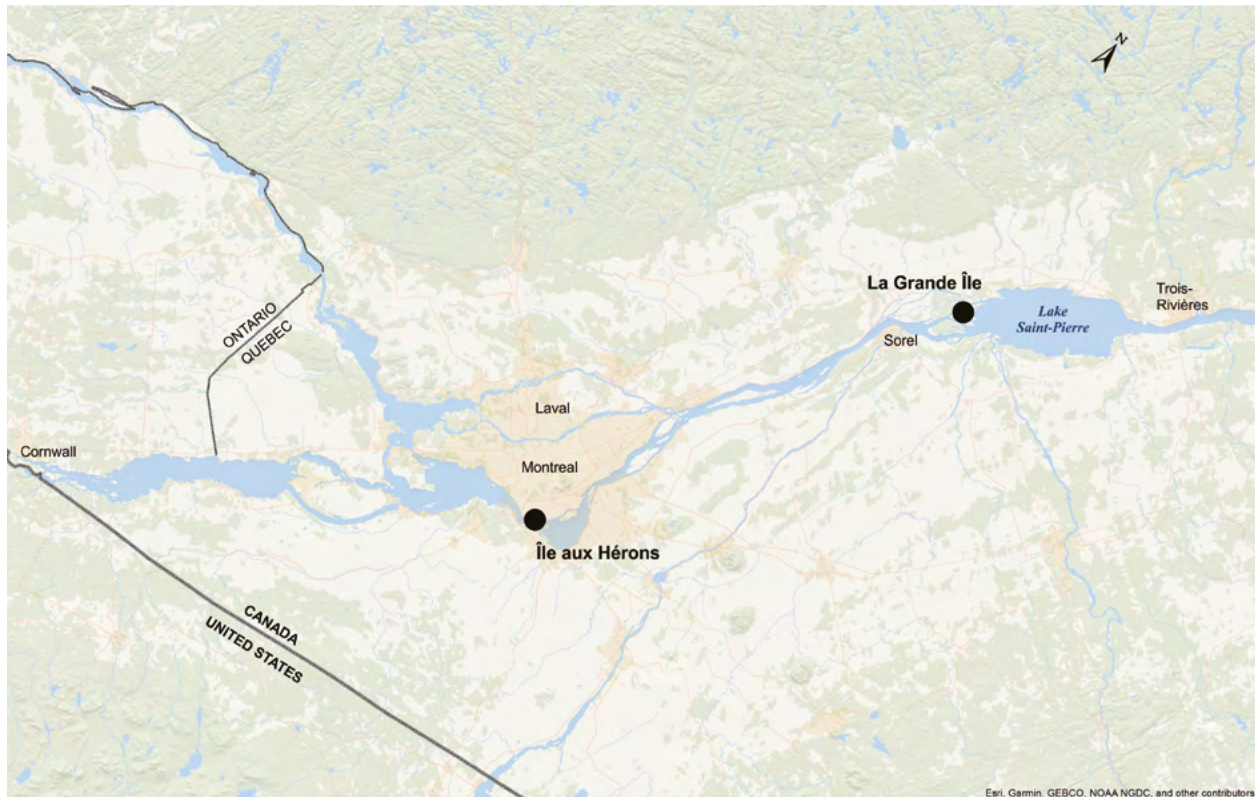 N
La Grande Île
Trois-
Rivières
Lake
Saint-Pierre
Sorel
ONTARIO
QUEBEC
Laval
Cornwall
Montreal
Île aux Hérons
CANADA
UNITED STATES
Esri, Garmin, GEBCO, NOAA NGDC, and other contributors